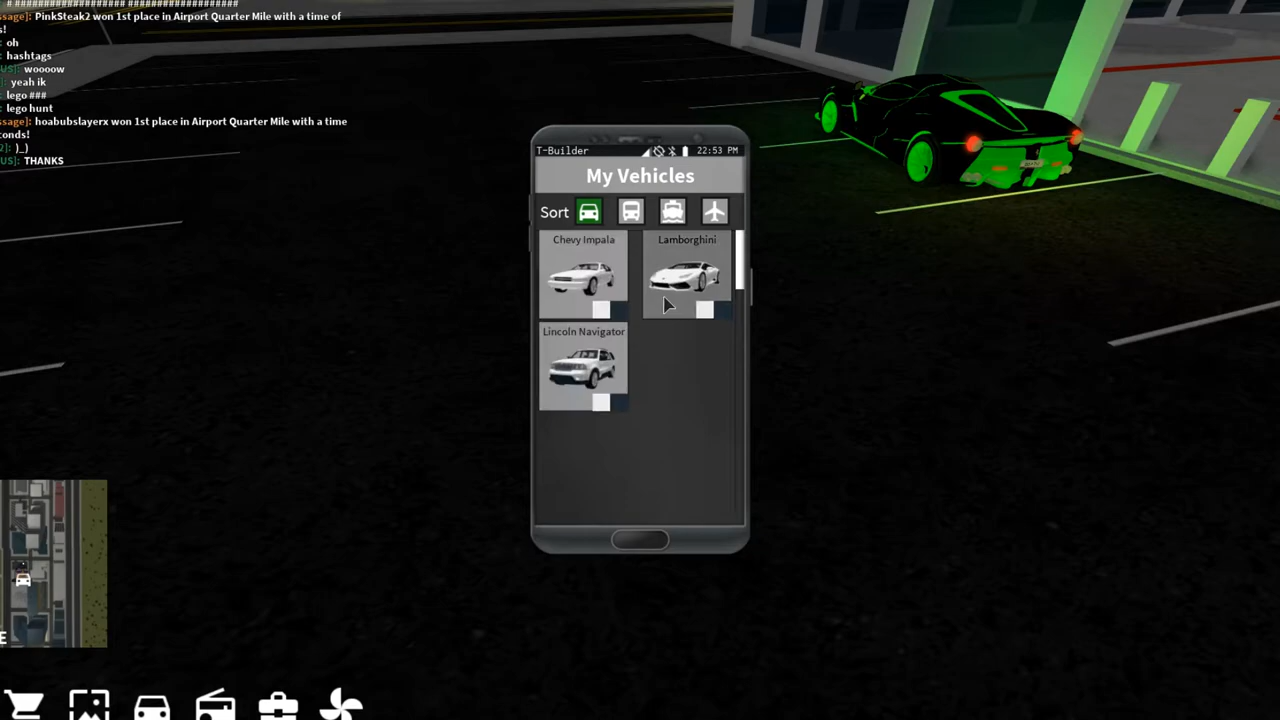 # ################## ###################
ssage]: PinkSteak2 won 1st place in Airport Quarter Mile with a time of
s!
: oh
: hashtags
US]: woooow
: yeah ik
: lego ###
: lego hunt
ssage]: hoabubslayerx won 1st place in Airport Quarter Mile with a time
conds!
2]: )_)
US]: THANKS
T-Builder 22:53 PM
My Vehicles
Sort
Chevy Impala Lamborghini
Lincoln Navigator
E